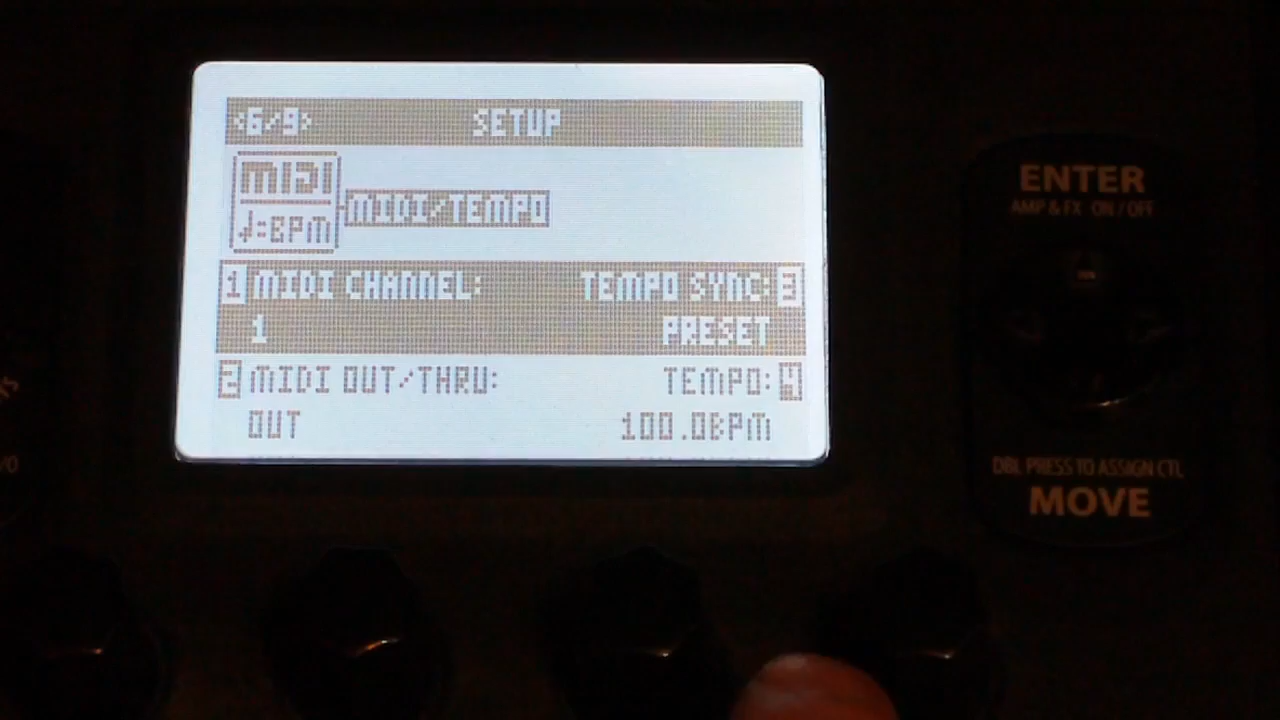 <6/9> SETUP
MIDI
♩=BPM
MIDI/TEMPO
1 MIDI CHANNEL: TEMPO SYNC: 3
1 PRESET
2 MIDI OUT/THRU: TEMPO: 4
OUT 100.0BPM
ENTER
AMP & FX ON / OFF
DBL PRESS TO ASSIGN CTL
MOVE